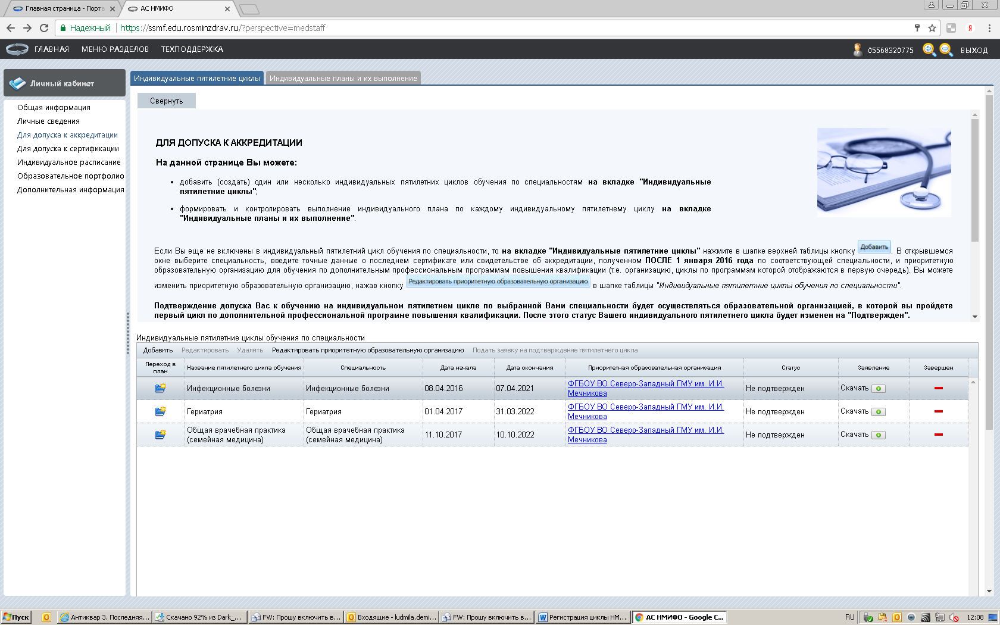 Главная страница - Порта
АС НМИФО
Надежный
https://ssmf.edu.rosminzdrav.ru/?perspective=medstaff
ГЛАВНАЯ
МЕНЮ РАЗДЕЛОВ
ТЕХПОДДЕРЖКА
05568320775
ВЫХОД
Личный кабинет
Общая информация
Личные сведения
Для допуска к аккредитации
Для допуска к сертификации
Индивидуальное расписание
Образовательное портфолио
Дополнительная информация
Индивидуальные пятилетние циклы
Индивидуальные планы и их выполнение
Свернуть
ДЛЯ ДОПУСКА К АККРЕДИТАЦИИ
На данной странице Вы можете:
• добавить (создать) один или несколько индивидуальных пятилетних циклов обучения по специальностям на вкладке "Индивидуальные
пятилетние циклы";
• формировать и контролировать выполнение индивидуального плана по каждому индивидуальному пятилетнему циклу на вкладке
"Индивидуальные планы и их выполнение".
Если Вы еще не включены в индивидуальный пятилетний цикл обучения по специальности, то на вкладке "Индивидуальные пятилетние циклы" нажмите в шапке верхней таблицы кнопку Добавить . В открывшемся
окне выберите специальность, введите точные данные о последнем сертификате или свидетельстве об аккредитации, полученном ПОСЛЕ 1 января 2016 года по соответствующей специальности, и приоритетную
образовательную организацию для обучения по дополнительным профессиональным программам повышения квалификации (т.е. организацию, циклы по программам которой отображаются в первую очередь). Вы можете
изменить приоритетную образовательную организацию, нажав кнопку Редактировать приоритетную образовательную организацию в шапке таблицы "Индивидуальные пятилетние циклы обучения по специальности".
Подтверждение допуска Вас к обучению на индивидуальном пятилетнем цикле по выбранной Вами специальности будет осуществляться образовательной организацией, в которой вы пройдете
первый цикл по дополнительной профессиональной программе повышения квалификации. После этого статус Вашего индивидуального пятилетнего цикла будет изменен на "Подтвержден".
Индивидуальные пятилетние циклы обучения по специальности
Добавить Редактировать Удалить Редактировать приоритетную образовательную организацию Подать заявку на подтверждение пятилетнего цикла
Переход в
план
Название пятилетнего цикла обучения
Специальность
Дата начала
Дата окончания
Приоритетная образовательная организация
Статус
Заявление
Завершен
Инфекционные болезни
Инфекционные болезни
08.04.2016
07.04.2021
ФГБОУ ВО Северо-Западный ГМУ им. И.И.
Мечникова
Не подтвержден
Скачать
Гериатрия
Гериатрия
01.04.2017
31.03.2022
ФГБОУ ВО Северо-Западный ГМУ им. И.И.
Мечникова
Не подтвержден
Скачать
Общая врачебная практика
(семейная медицина)
Общая врачебная практика
(семейная медицина)
11.10.2017
10.10.2022
ФГБОУ ВО Северо-Западный ГМУ им. И.И.
Мечникова
Не подтвержден
Скачать
Пуск
Антиквар 3. Последняя...
Скачано 92% из Dark_...
FW: Прошу включить в...
Входящие - ludmila.demi...
FW: Прошу включить в...
Регистрация циклы НМ...
АС НМИФО - Google C...
RU
12:08